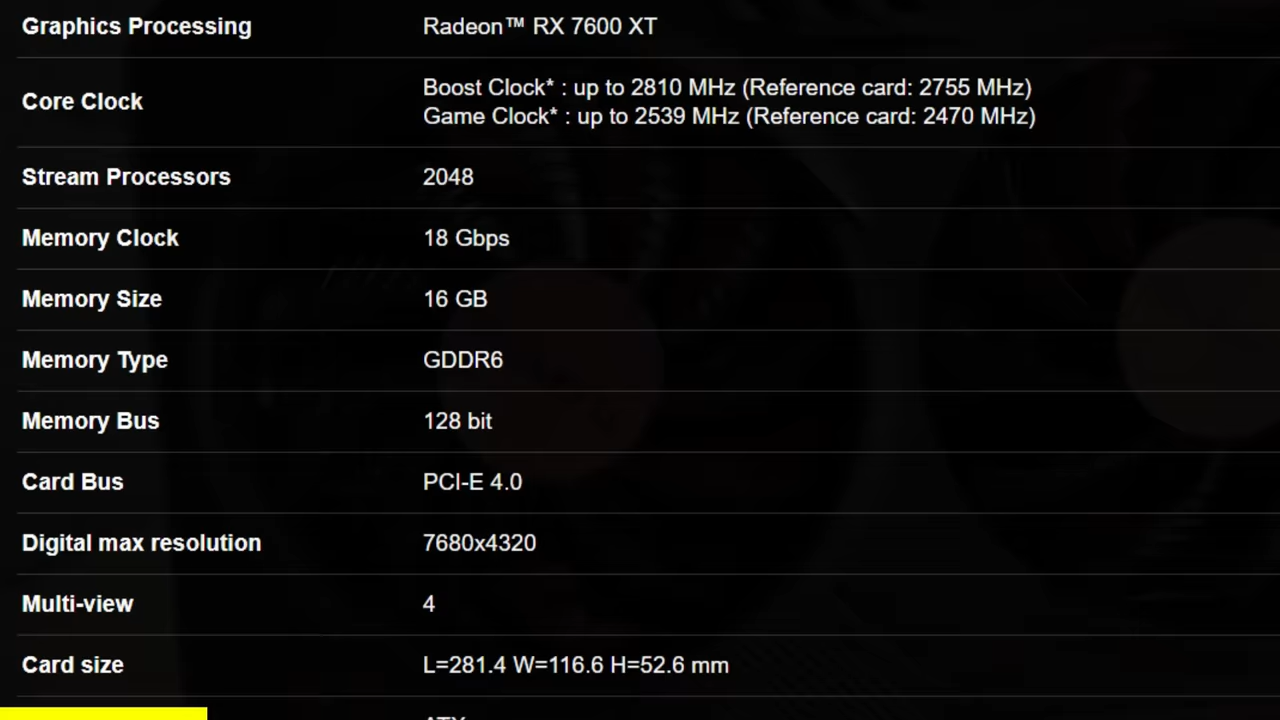 Graphics Processing Radeon™ RX 7600 XT
Core Clock Boost Clock* : up to 2810 MHz (Reference card: 2755 MHz)
Game Clock* : up to 2539 MHz (Reference card: 2470 MHz)
Stream Processors 2048
Memory Clock 18 Gbps
Memory Size 16 GB
Memory Type GDDR6
Memory Bus 128 bit
Card Bus PCI-E 4.0
Digital max resolution 7680x4320
Multi-view 4
Card size L=281.4 W=116.6 H=52.6 mm